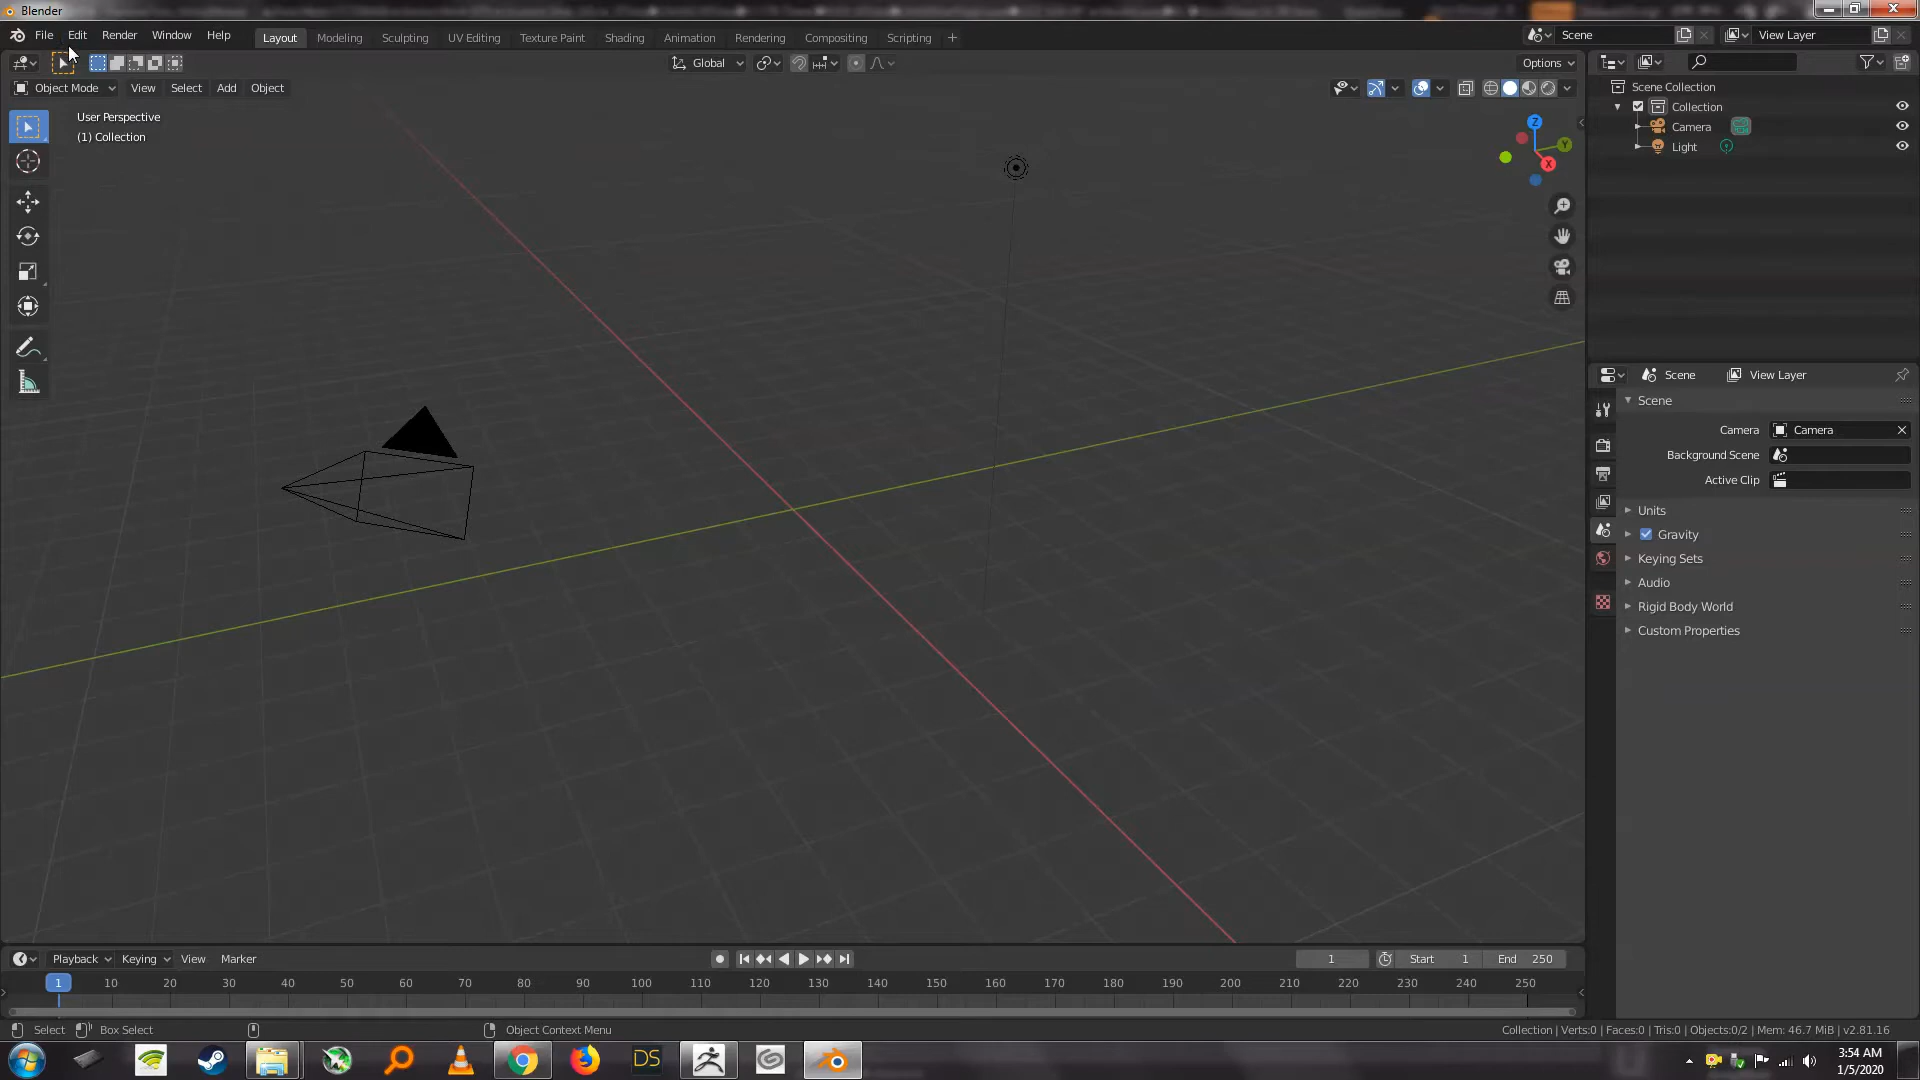 Blender
File Edit Render Window Help Layout Modeling Sculpting UV Editing Texture Paint Shading Animation Rendering Compositing Scripting + Scene View Layer
Global Options
Object Mode View Select Add Object
User Perspective
(1) Collection
Z
Y
X
Scene Collection
Collection
Camera
Light
Scene View Layer
Scene
Camera Camera
Background Scene
Active Clip
Units
Gravity
Keying Sets
Audio
Rigid Body World
Custom Properties
Playback Keying View Marker 1 Start 1 End 250
1 10 20 30 40 50 60 70 80 90 100 110 120 130 140 150 160 170 180 190 200 210 220 230 240 250
Select Box Select Object Context Menu Collection | Verts:0 | Faces:0 | Tris:0 | Objects:0/2 | Mem: 46.7 MiB | v2.81.16
DS
3:54 AM
1/5/2020